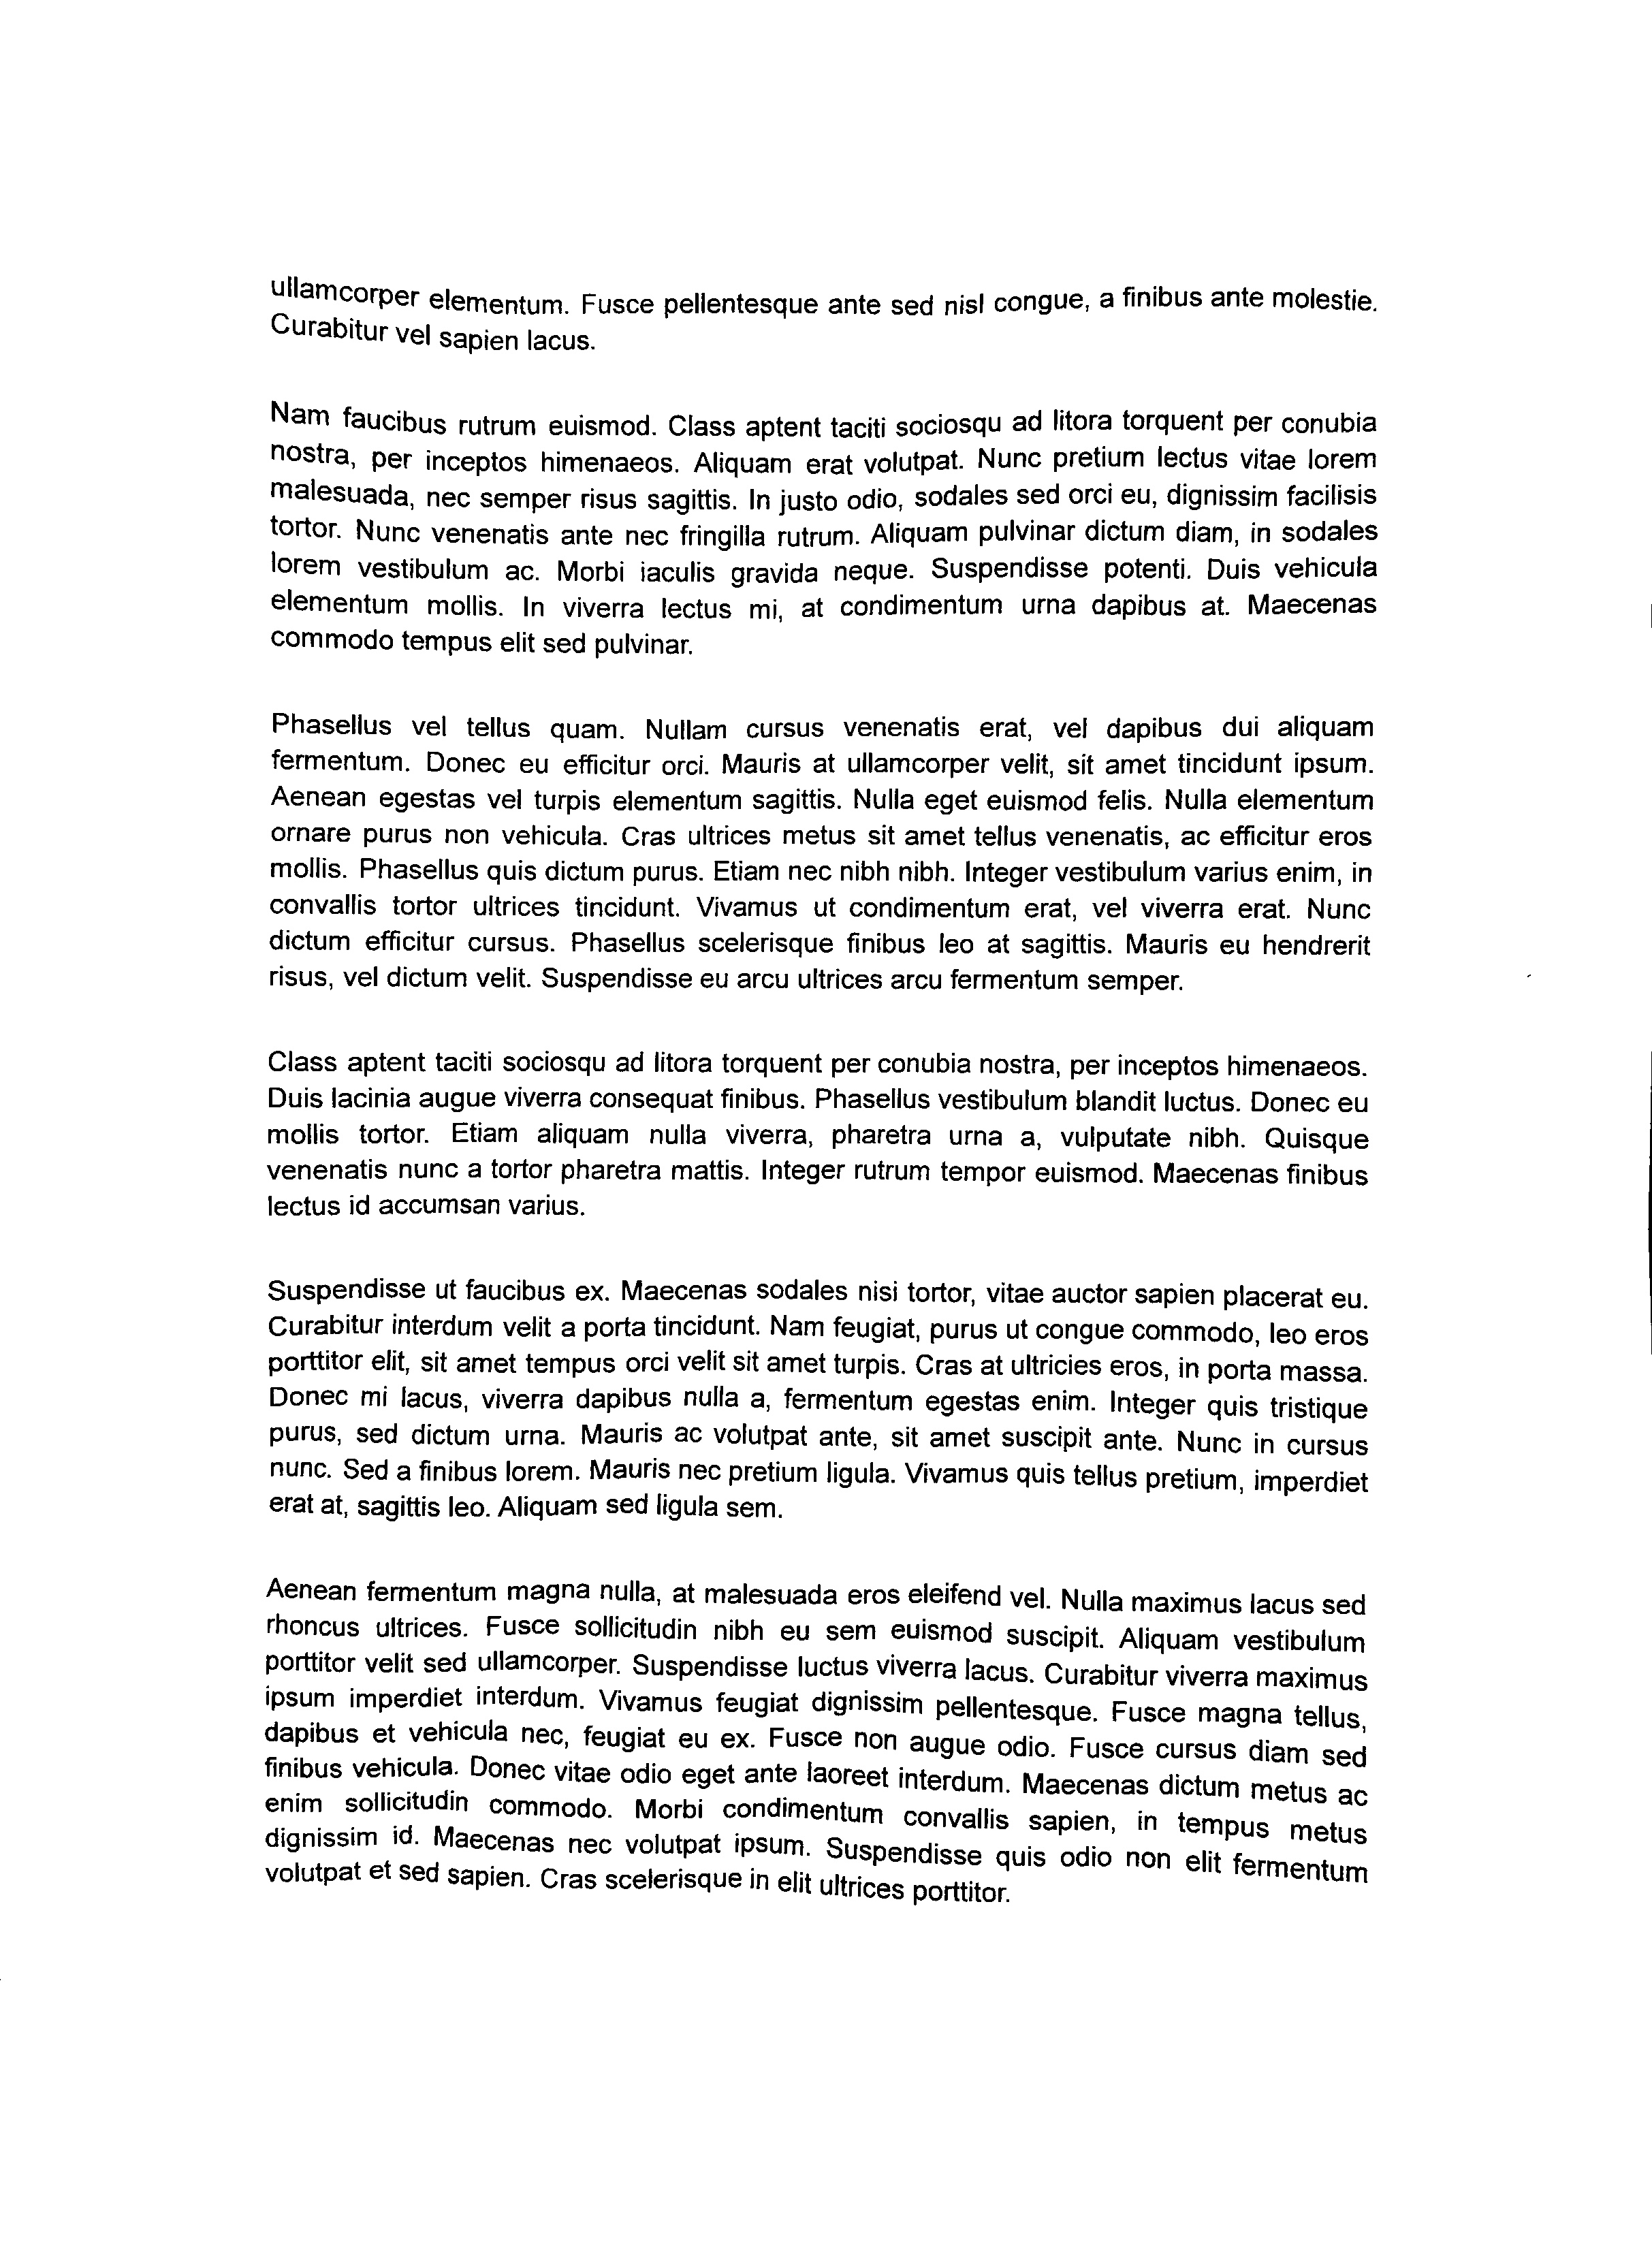 ullamcorper elementum. Fusce pellentesque ante sed nisl congue, a finibus ante molestie.
Curabitur vel sapien lacus.
Nam faucibus rutrum euismod. Class aptent taciti sociosqu ad litora torquent per conubia
nostra, per inceptos himenaeos. Aliquam erat volutpat. Nunc pretium lectus vitae lorem
malesuada, nec semper risus sagittis. In justo odio, sodales sed orci eu, dignissim facilisis
tortor. Nunc venenatis ante nec fringilla rutrum. Aliquam pulvinar dictum diam, in sodales
lorem vestibulum ac. Morbi iaculis gravida neque. Suspendisse potenti. Duis vehicula
elementum mollis. In viverra lectus mi, at condimentum urna dapibus at. Maecenas
commodo tempus elit sed pulvinar.
Phasellus vel tellus quam. Nullam cursus venenatis erat, vel dapibus dui aliquam
fermentum. Donec eu efficitur orci. Mauris at ullamcorper velit, sit amet tincidunt ipsum.
Aenean egestas vel turpis elementum sagittis. Nulla eget euismod felis. Nulla elementum
ornare purus non vehicula. Cras ultrices metus sit amet tellus venenatis, ac efficitur eros
mollis. Phasellus quis dictum purus. Etiam nec nibh nibh. Integer vestibulum varius enim, in
convallis tortor ultrices tincidunt. Vivamus ut condimentum erat, vel viverra erat. Nunc
dictum efficitur cursus. Phasellus scelerisque finibus leo at sagittis. Mauris eu hendrerit
risus, vel dictum velit. Suspendisse eu arcu ultrices arcu fermentum semper.
Class aptent taciti sociosqu ad litora torquent per conubia nostra, per inceptos himenaeos.
Duis lacinia augue viverra consequat finibus. Phasellus vestibulum blandit luctus. Donec eu
mollis tortor. Etiam aliquam nulla viverra, pharetra urna a, vulputate nibh. Quisque
venenatis nunc a tortor pharetra mattis. Integer rutrum tempor euismod. Maecenas finibus
lectus id accumsan varius.
Suspendisse ut faucibus ex. Maecenas sodales nisi tortor, vitae auctor sapien placerat eu.
Curabitur interdum velit a porta tincidunt. Nam feugiat, purus ut congue commodo, leo eros
porttitor elit, sit amet tempus orci velit sit amet turpis. Cras at ultricies eros, in porta massa.
Donec mi lacus, viverra dapibus nulla a, fermentum egestas enim. Integer quis tristique
purus, sed dictum urna. Mauris ac volutpat ante, sit amet suscipit ante. Nunc in cursus
nunc. Sed a finibus lorem. Mauris nec pretium ligula. Vivamus quis tellus pretium, imperdiet
erat at, sagittis leo. Aliquam sed ligula sem.
Aenean fermentum magna nulla, at malesuada eros eleifend vel. Nulla maximus lacus sed
rhoncus ultrices. Fusce sollicitudin nibh eu sem euismod suscipit. Aliquam vestibulum
porttitor velit sed ullamcorper. Suspendisse luctus viverra lacus. Curabitur viverra maximus
ipsum imperdiet interdum. Vivamus feugiat dignissim pellentesque. Fusce magna tellus,
dapibus et vehicula nec, feugiat eu ex. Fusce non augue odio. Fusce cursus diam sed
finibus vehicula. Donec vitae odio eget ante laoreet interdum. Maecenas dictum metus ac
enim sollicitudin commodo. Morbi condimentum convallis sapien, in tempus metus
dignissim id. Maecenas nec volutpat ipsum. Suspendisse quis odio non elit fermentum
volutpat et sed sapien. Cras scelerisque in elit ultrices porttitor.